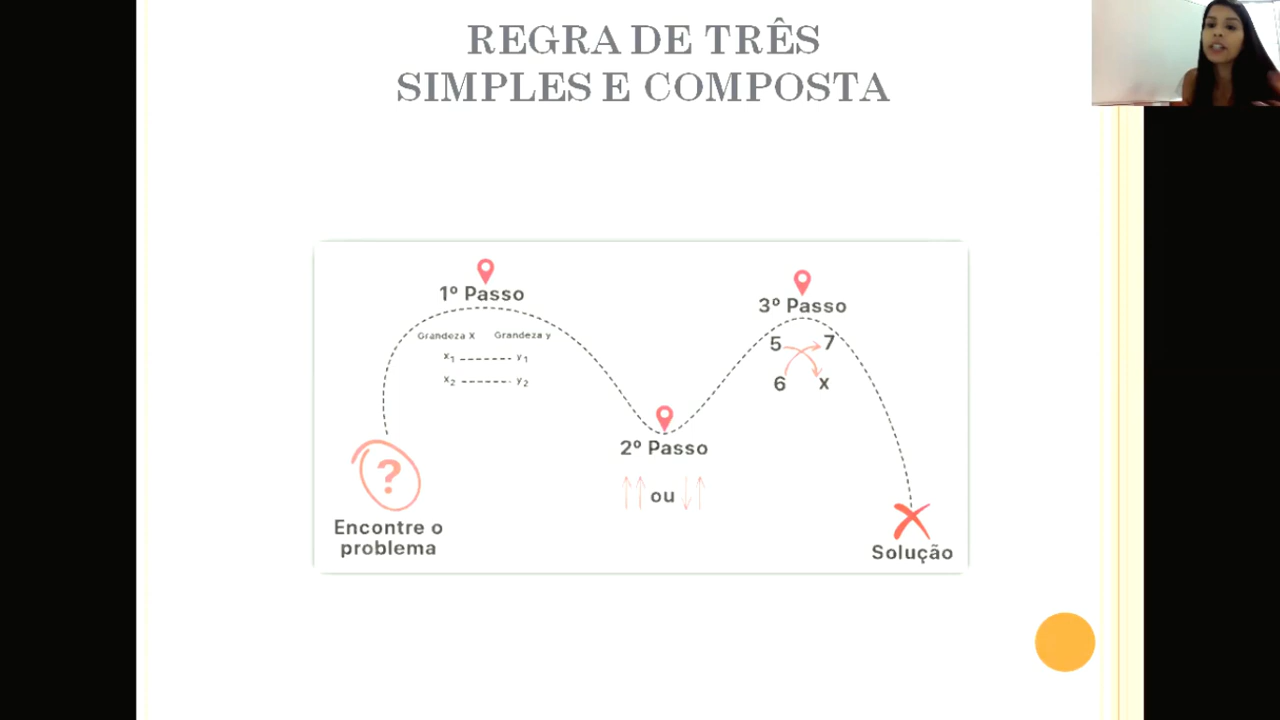 REGRA DE TRÊS
SIMPLES E COMPOSTA
1º Passo
Grandeza X Grandeza y
x₁ ------- y₁
x₂ ------- y₂
?
Encontre o
problema
2º Passo
↑↑ ou ↓↑
3º Passo
5 7
6 x
Solução